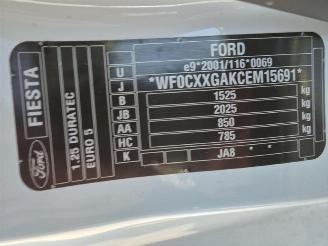 FORD
U e9*2001/116*0069
J *WF0CXXGAKCEM15691*
B 1525 kg
JB 2025 kg
AA 850 kg
HC 785 kg
K JA8 * *
FIESTA
1.25 DURATEC
EURO 5
Ford